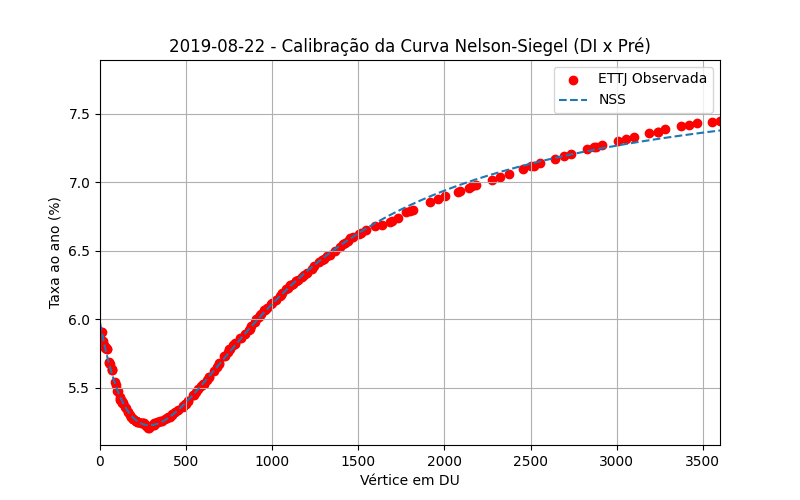 2019-08-22 - Calibração da Curva Nelson-Siegel (DI x Pré)
ETTJ Observada
NSS
Taxa ao ano (%)
7.5
7.0
6.5
6.0
5.5
0 500 1000 1500 2000 2500 3000 3500
Vértice em DU